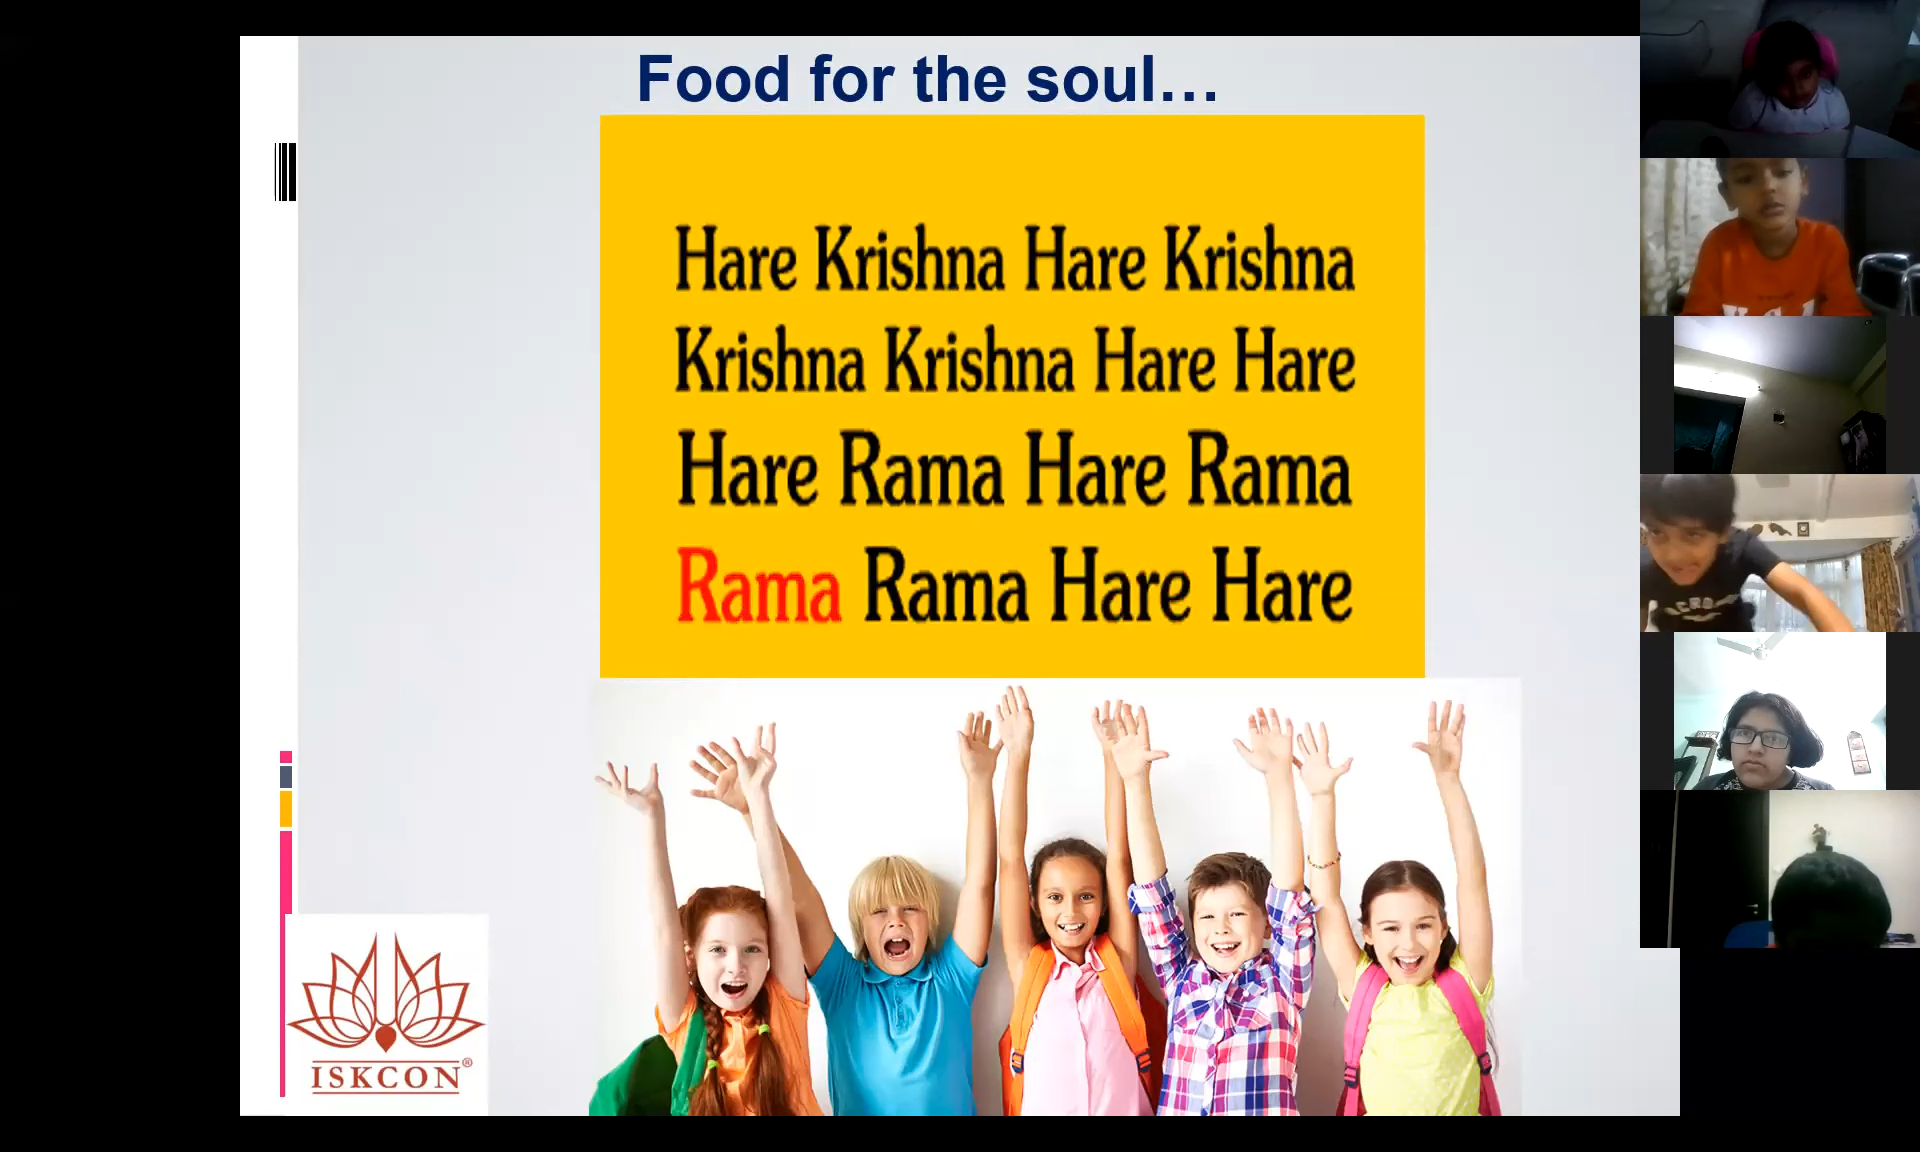 Food for the soul...
Hare Krishna Hare Krishna
Krishna Krishna Hare Hare
Hare Rama Hare Rama
Rama Rama Hare Hare
ISKCON®